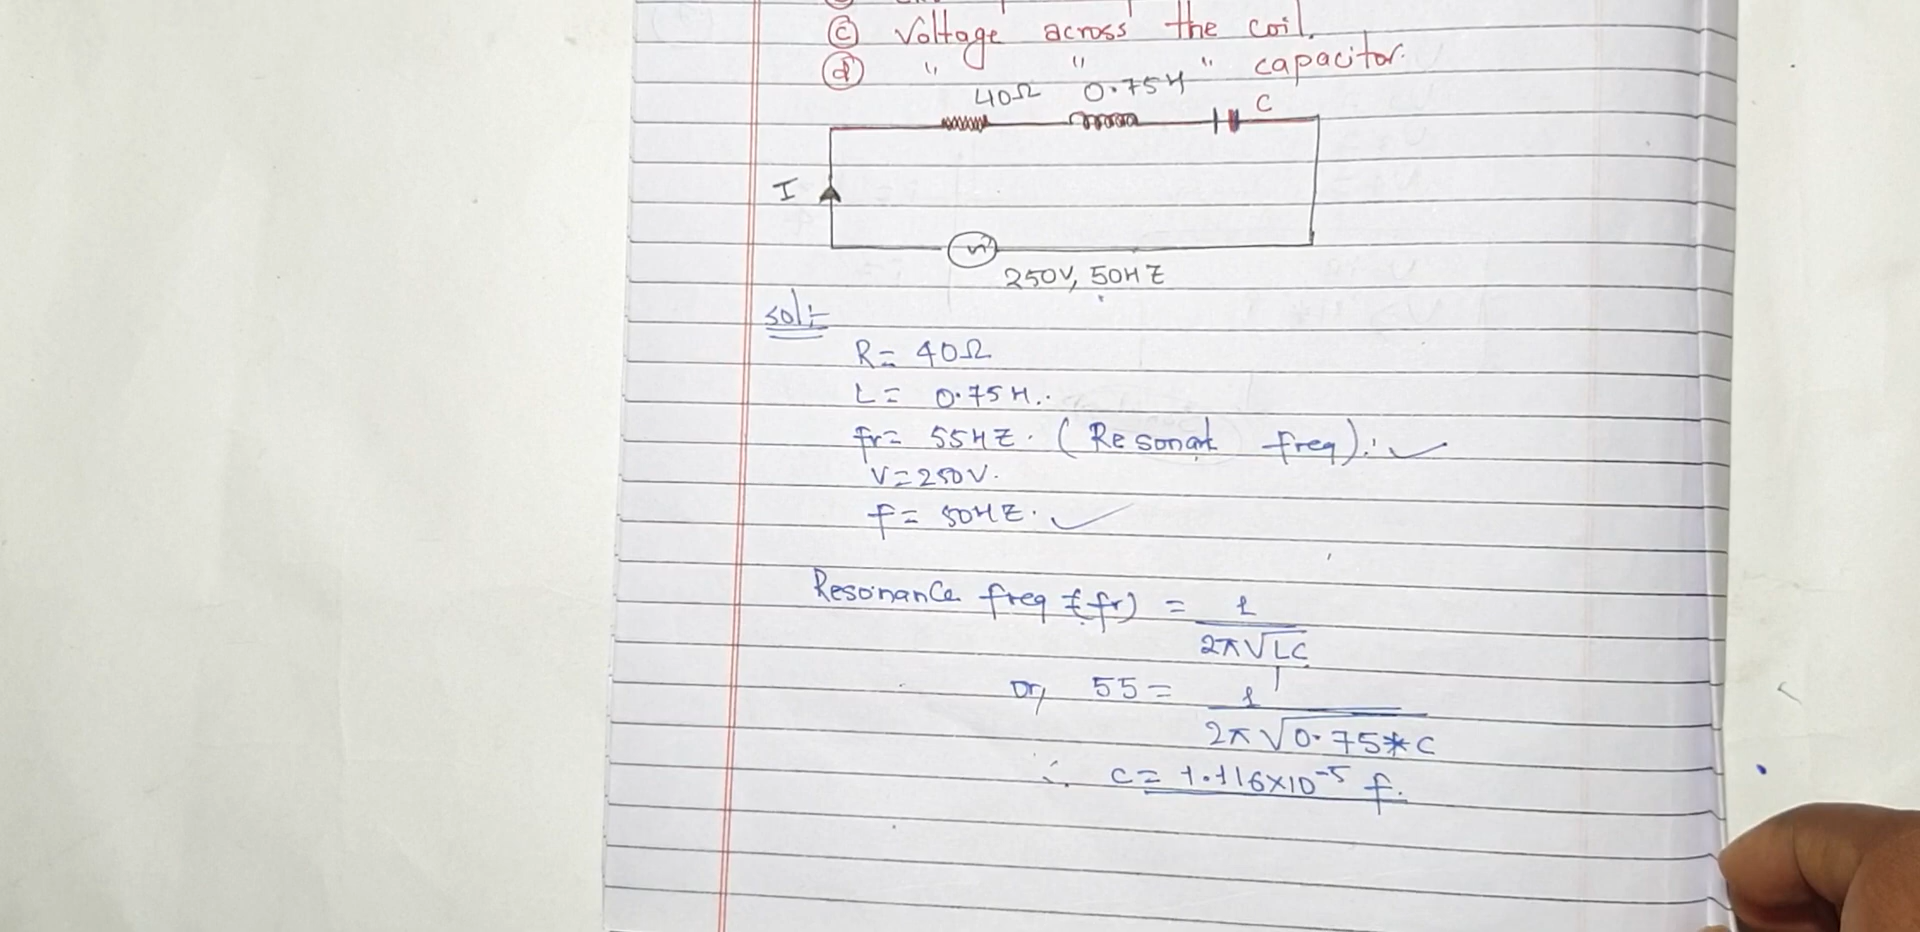 ⓒ Voltage across the coil.
ⓓ " " " capacitor.
40Ω 0.75H C
I
250V, 50HZ
sol:-
R= 40Ω
L= 0.75H.
fr= 55HZ. (Resonant freq).
V=250V.
f= 50HZ.
Resonance freq (fr) = 1
2π√LC
or, 55= 1
2π√0.75*C
∴ C= 1.116×10⁻⁵ f.